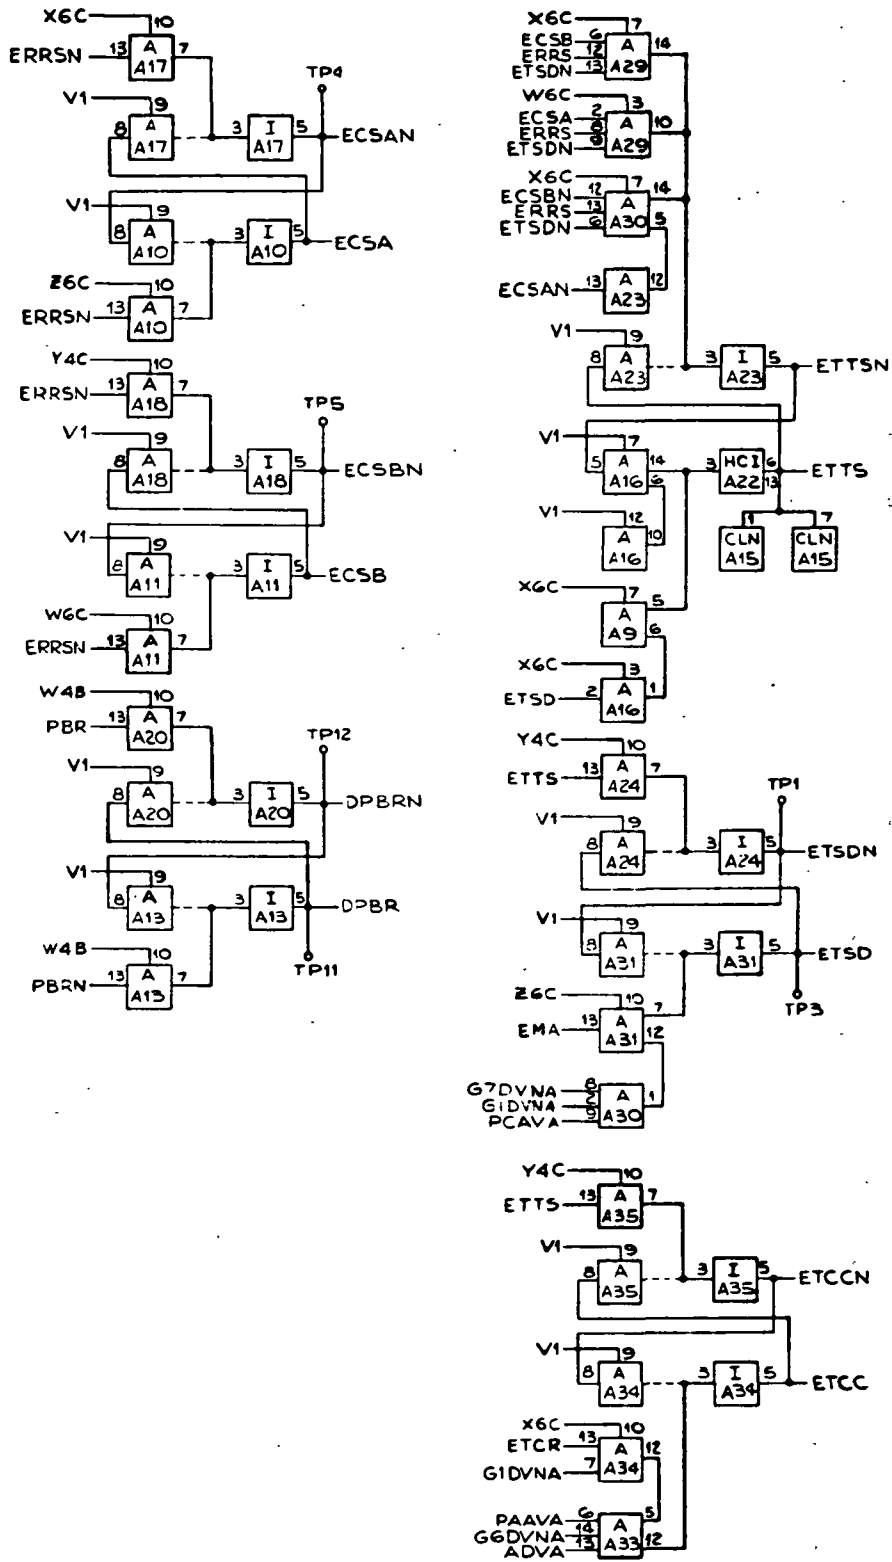 X6C 10
ERRSN 13 A 7
A17
V1 9
8 A 3 I 5 ECSAN
A17 A17
TP4
V1 9
8 A 3 I 5 ECSA
A10 A10
Z6C 10
ERRSN 13 A 7
A10
Y4C 10
ERRSN 13 A 7
A18
TP5
V1 9
8 A 3 I 5 ECSBN
A18 A18
V1 9
8 A 3 I 5 ECSB
A11 A11
W6C 10
ERRSN 13 A 7
A11
W4B 10
PBR 13 A 7
A20
TP12
V1 9
8 A 3 I 5 DPBRN
A20 A20
V1 9
8 A 3 I 5 DPBR
A13 A13
TP11
W4B 10
PBRN 13 A 7
A13
X6C 7
ECSB 6 A 14
ERRS 12 A29
ETSDN 13
W6C 3
ECSA 2 A 10
ERRS A29
ETSDN
X6C 7
ECSBN 12 A 14
ERRS 13 A30 5
ETSDN 6
ECSAN 13 A 12
A23
V1 9
8 A 3 I 5 ETTSN
A23 A23
V1 7
5 A 14 3 HCI 6 ETTS
A16 6 A22 13
V1 12
A 10
A16
1 7
CLN CLN
A15 A15
X6C 7
A 5
A9 6
X6C 3
ETSD 2 A 1
A16
Y4C 10
ETTS 13 A 7
A24
TP1
V1 9
8 A 3 I 5 ETSDN
A24 A24
V1 9
8 A 3 I 5 ETSD
A31 A31
TP3
Z6C 10
EMA 13 A 7
A31 12
G7DVNA 8 A 1
G1DVNA A30
PCAVA 9
Y4C 10
ETTS 13 A 7
A35
V1 9
8 A 3 I 5 ETCCN
A35 A35
V1 9
8 A 3 I 5 ETCC
A34 A34
X6C 10
ETCR 13 A 12
G1DVNA 7 A34
PAAVA 6 A 5
G6DVNA 14 A33 12
ADVA 13